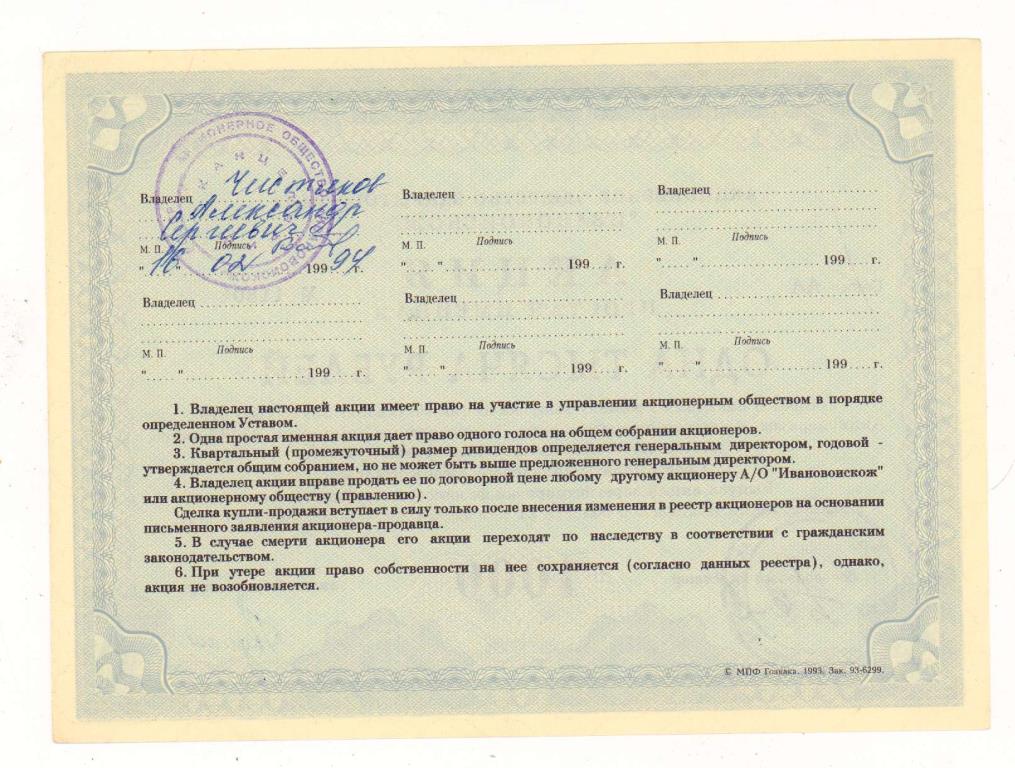 АКЦИОНЕРНОЕ ОБЩЕСТВО
КАНЦЕЛЯРИЯ
Владелец Чистяков
Александр
Сергеевич
М. П. Подпись
"16" 02 1994 г.
Владелец
М. П. Подпись
" " 199 г.
Владелец
М. П. Подпись
" " 199 г.
Владелец
М. П. Подпись
" " 199 г.
Владелец
М. П. Подпись
" " 199 г.
Владелец
М. П. Подпись
" " 199 г.
1. Владелец настоящей акции имеет право на участие в управлении акционерным обществом в порядке
определенном Уставом.
2. Одна простая именная акция дает право одного голоса на общем собрании акционеров.
3. Квартальный (промежуточный) размер дивидендов определяется генеральным директором, годовой -
утверждается общим собранием, но не может быть выше предложенного генеральным директором.
4. Владелец акции вправе продать ее по договорной цене любому другому акционеру А/О "Ивановоискож"
или акционерному обществу (правлению).
Сделка купли-продажи вступает в силу только после внесения изменения в реестр акционеров на основании
письменного заявления акционера-продавца.
5. В случае смерти акционера его акции переходят по наследству в соответствии с гражданским
законодательством.
6. При утере акции право собственности на нее сохраняется (согласно данных реестра), однако,
акция не возобновляется.
© МПФ Гознака. 1993. Зак. 93-6299.